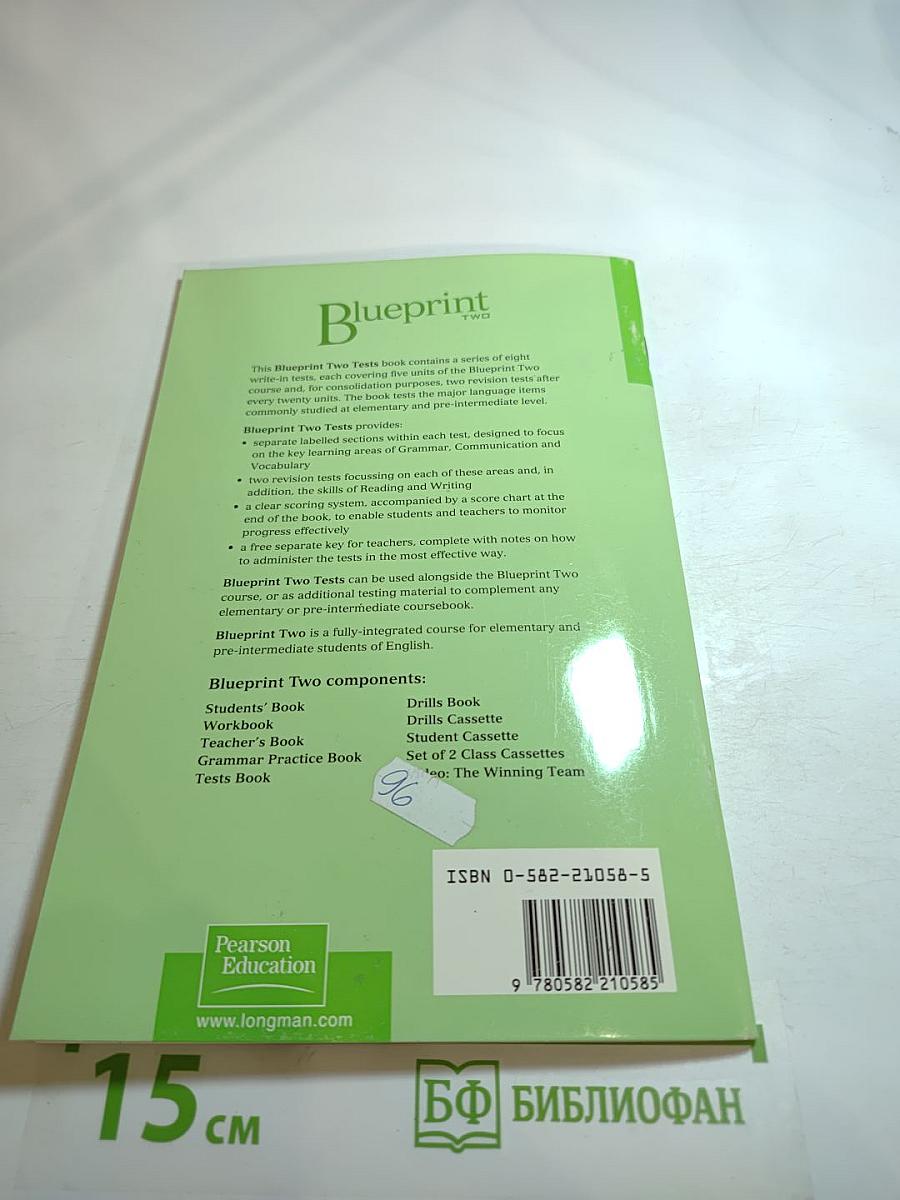 Blueprint
TWO
This Blueprint Two Tests book contains a series of eight
write-in tests, each covering five units of the Blueprint Two
course and, for consolidation purposes, two revision tests after
every twenty units. The book tests the major language items
commonly studied at elementary and pre-intermediate level.
Blueprint Two Tests provides:
• separate labelled sections within each test, designed to focus
on the key learning areas of Grammar, Communication and
Vocabulary
• two revision tests focussing on each of these areas and, in
addition, the skills of Reading and Writing
• a clear scoring system, accompanied by a score chart at the
end of the book, to enable students and teachers to monitor
progress effectively
• a free separate key for teachers, complete with notes on how
to administer the tests in the most effective way.
Blueprint Two Tests can be used alongside the Blueprint Two
course, or as additional testing material to complement any
elementary or pre-intermediate coursebook.
Blueprint Two is a fully-integrated course for elementary and
pre-intermediate students of English.
Blueprint Two components:
Students' Book
Workbook
Teacher's Book
Grammar Practice Book
Tests Book
Drills Book
Drills Cassette
Student Cassette
Set of 2 Class Cassettes
The Winning Team
96
ISBN 0-582-21058-5
9 780582 210585
Pearson
Education
www.longman.com
15 см
БФ БИБЛИОФАН